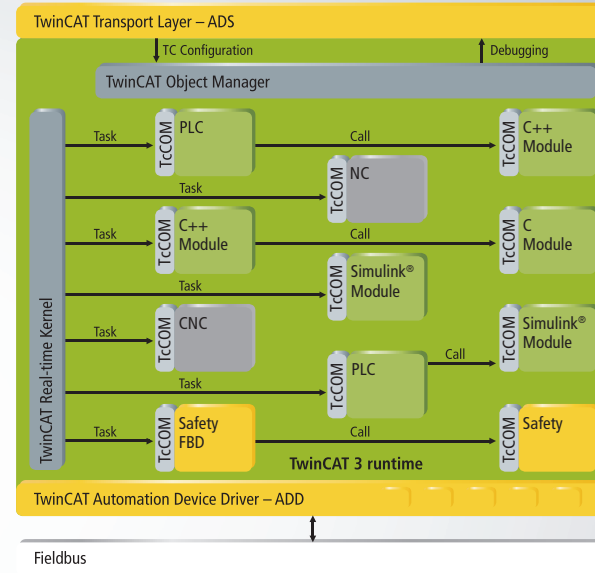 TwinCAT Transport Layer – ADS
TC Configuration
Debugging
TwinCAT Object Manager
TwinCAT Real-time Kernel
Task
TcCOM
PLC
Call
TcCOM
C++
Module
Task
TcCOM
NC
Task
TcCOM
C++
Module
Call
TcCOM
C
Module
Task
TcCOM
Simulink®
Module
Task
TcCOM
CNC
TcCOM
Simulink®
Module
Task
TcCOM
PLC
Call
Task
TcCOM
Safety
FBD
Call
TcCOM
Safety
TwinCAT 3 runtime
TwinCAT Automation Device Driver – ADD
Fieldbus